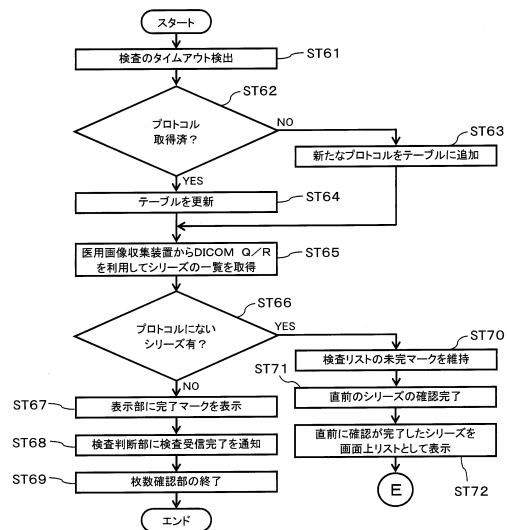 スタート
検査のタイムアウト検出
ST61
ST62
プロトコル
取得済？
NO
ST63
新たなプロトコルをテーブルに追加
YES
テーブルを更新
ST64
医用画像収集装置からDICOM Q／R
を利用してシリーズの一覧を取得
ST65
ST66
プロトコルにない
シリーズ有？
YES
ST70
検査リストの未完マークを維持
ST71
直前のシリーズの確認完了
NO
ST67
表示部に完了マークを表示
直前に確認が完了したシリーズを
画面上リストとして表示
ST72
ST68
検査判断部に検査受信完了を通知
ST69
枚数確認部の終了
E
エンド